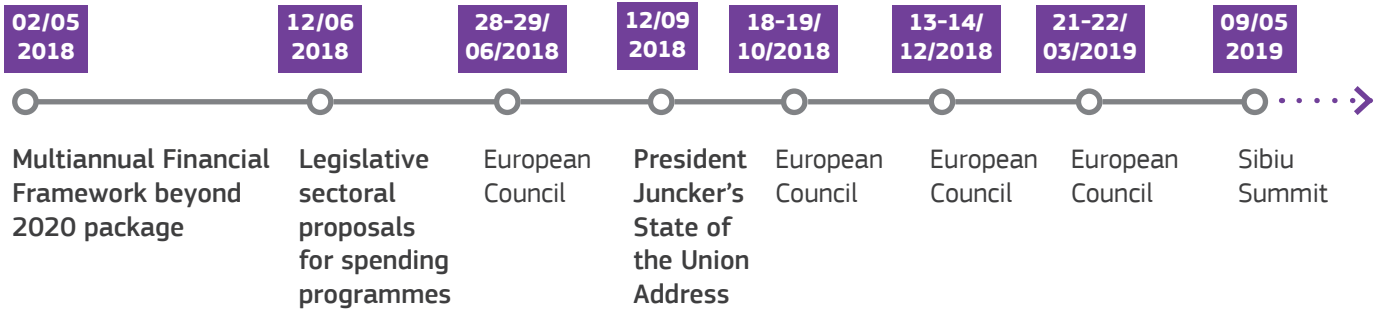 02/05
2018
12/06
2018
28-29/
06/2018
12/09
2018
18-19/
10/2018
13-14/
12/2018
21-22/
03/2019
09/05
2019
Multiannual Financial
Framework beyond
2020 package
Legislative
sectoral
proposals
for spending
programmes
European
Council
President
Juncker’s
State of
the Union
Address
European
Council
European
Council
European
Council
Sibiu
Summit